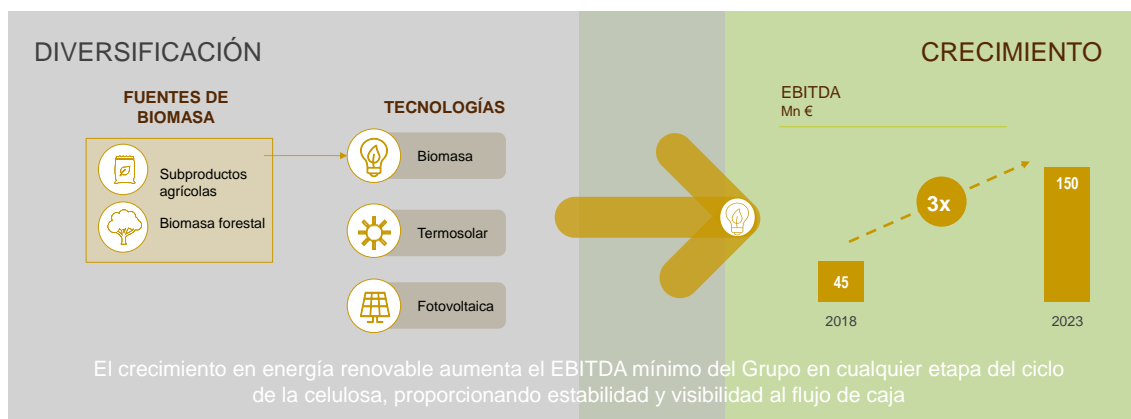 DIVERSIFICACIÓN
FUENTES DE
BIOMASA
Subproductos
agrícolas
Biomasa forestal
TECNOLOGÍAS
Biomasa
Termosolar
Fotovoltaica
CRECIMIENTO
EBITDA
Mn €
3x
45
150
2018
2023
El crecimiento en energía renovable aumenta el EBITDA mínimo del Grupo en cualquier etapa del ciclo
de la celulosa, proporcionando estabilidad y visibilidad al flujo de caja